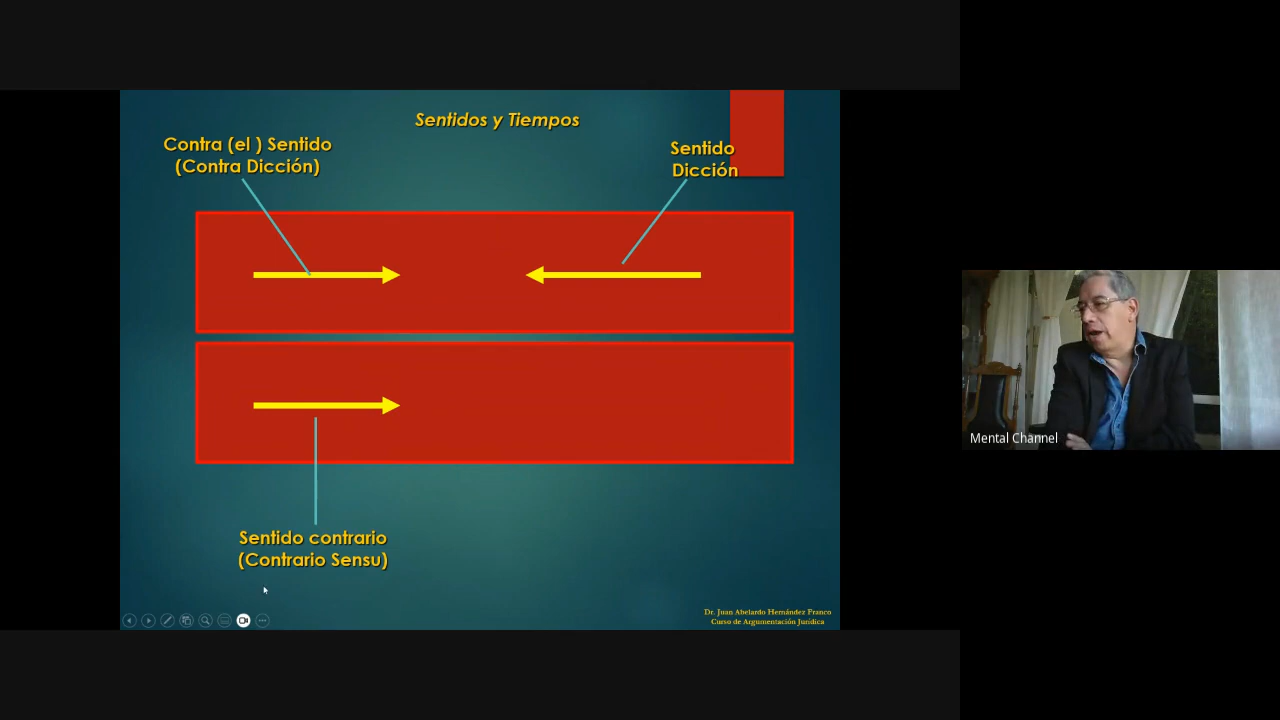 Sentidos y Tiempos
Contra (el ) Sentido
(Contra Dicción)
Sentido
Dicción
Sentido contrario
(Contrario Sensu)
Dr. Juan Abelardo Hernández Franco
Curso de Argumentación Jurídica
Mental Channel